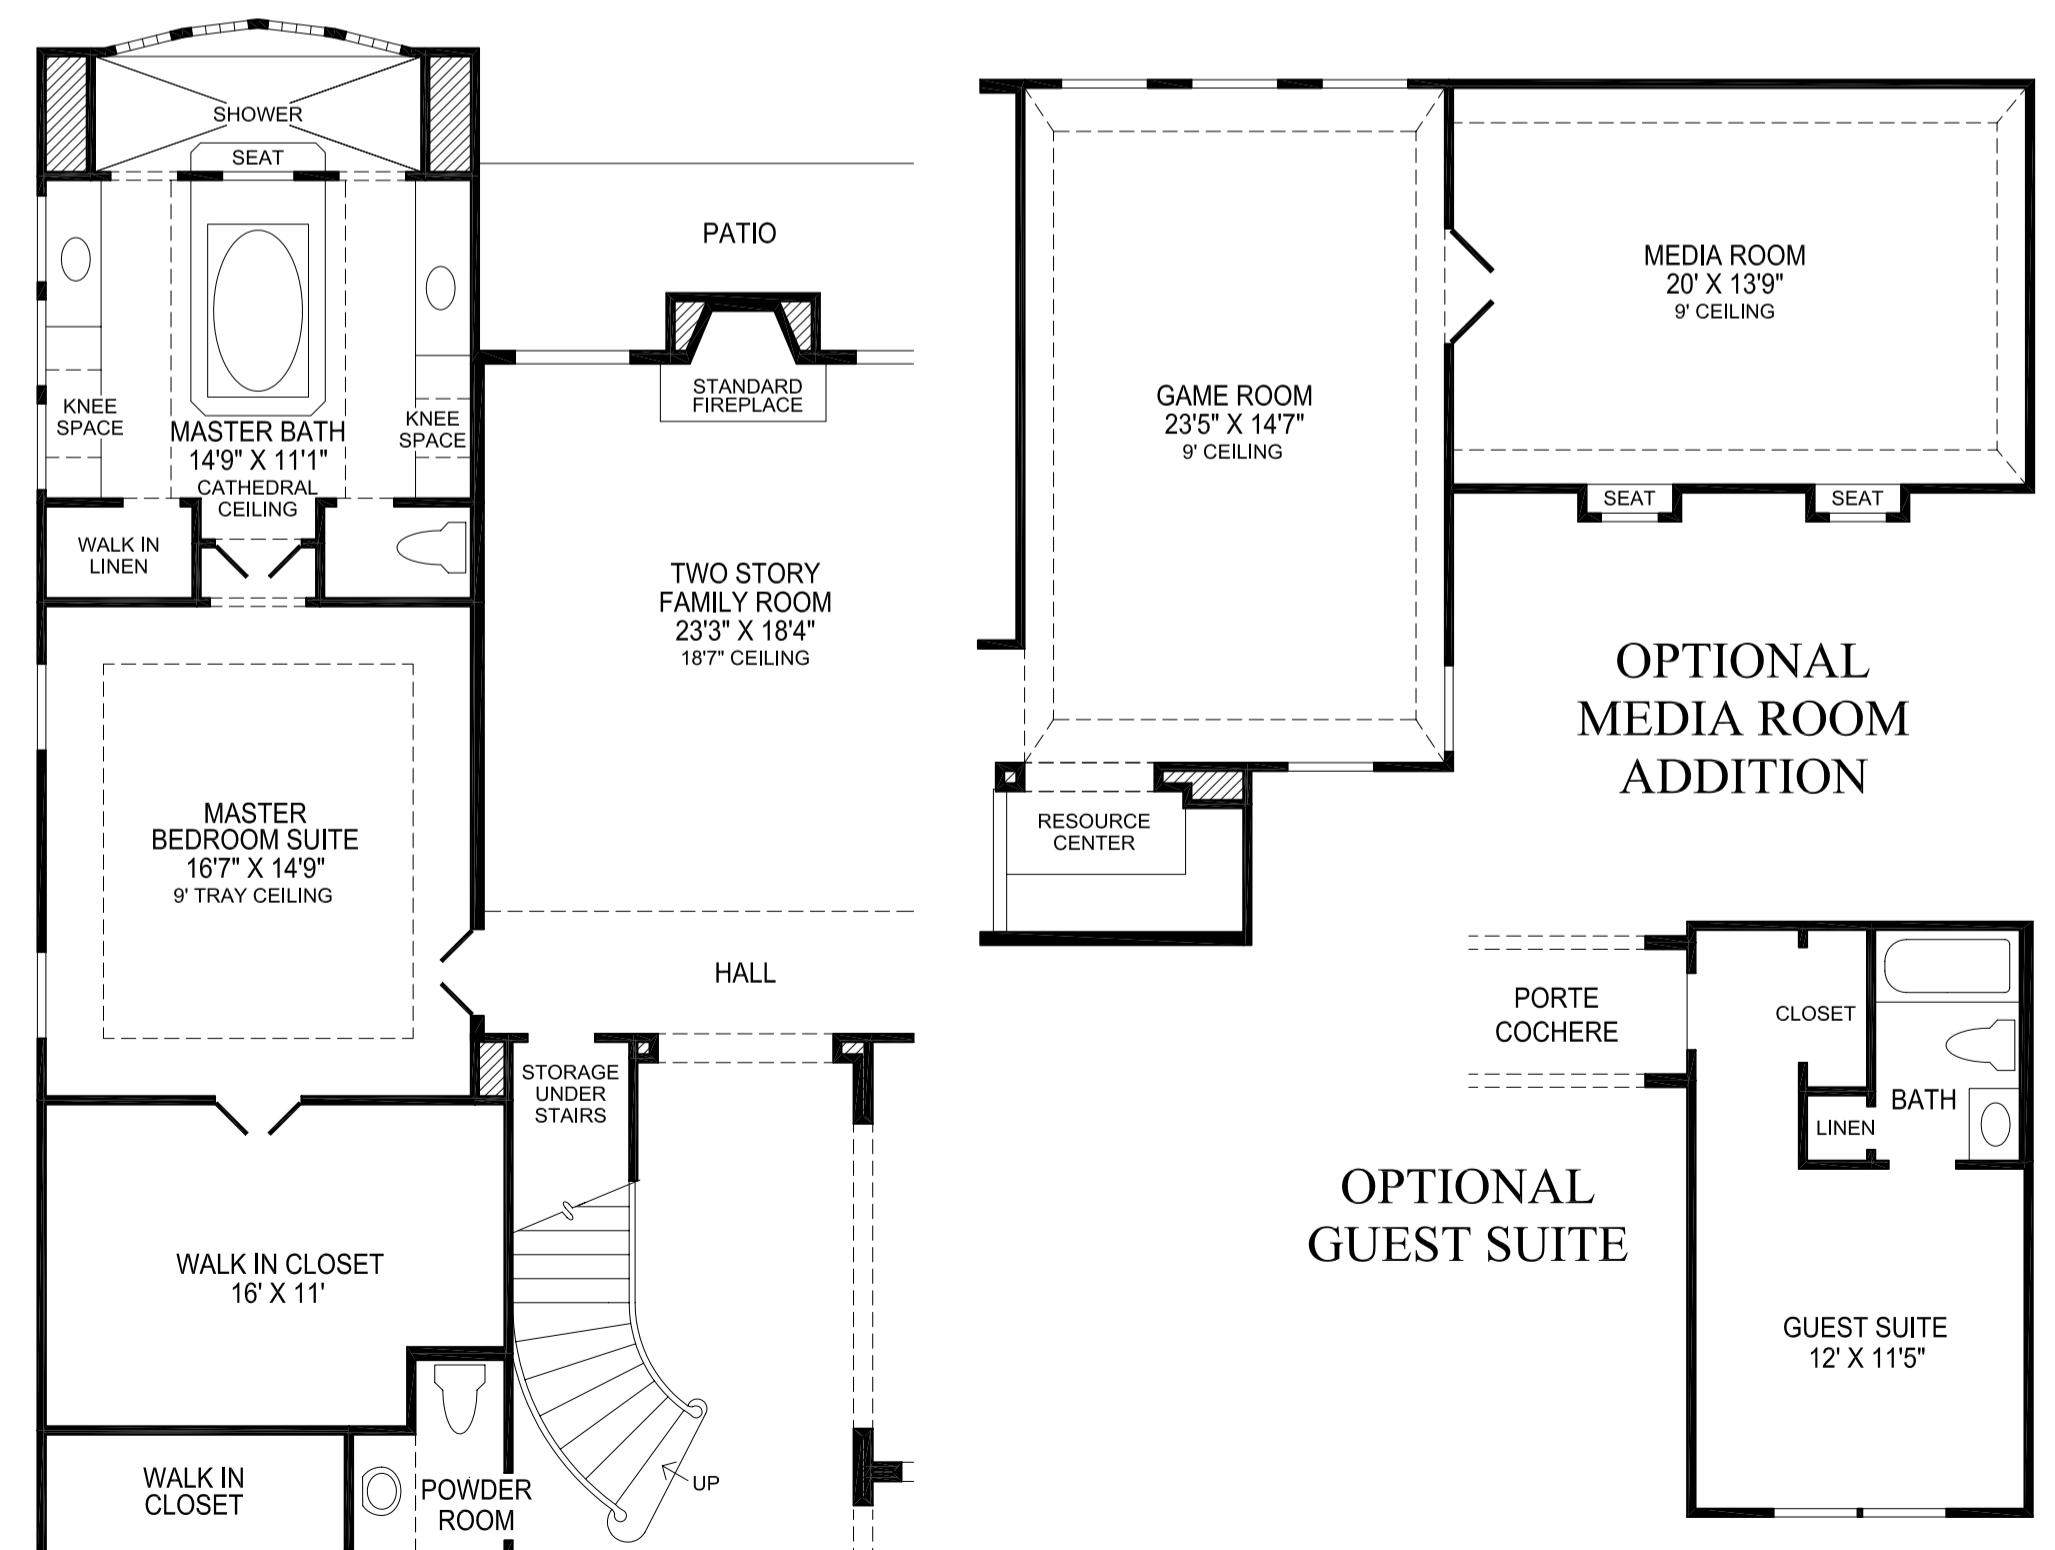 SHOWER
SEAT
PATIO
STANDARD
FIREPLACE
KNEE
SPACE
KNEE
SPACE
MASTER BATH
14'9" X 11'1"
CATHEDRAL
CEILING
WALK IN
LINEN
TWO STORY
FAMILY ROOM
23'3" X 18'4"
18'7" CEILING
MASTER
BEDROOM SUITE
16'7" X 14'9"
9' TRAY CEILING
HALL
STORAGE
UNDER
STAIRS
WALK IN CLOSET
16' X 11'
WALK IN
CLOSET
POWDER
ROOM
UP
GAME ROOM
23'5" X 14'7"
9' CEILING
MEDIA ROOM
20' X 13'9"
9' CEILING
SEAT
SEAT
OPTIONAL
MEDIA ROOM
ADDITION
RESOURCE
CENTER
PORTE
COCHERE
CLOSET
BATH
LINEN
OPTIONAL
GUEST SUITE
GUEST SUITE
12' X 11'5"